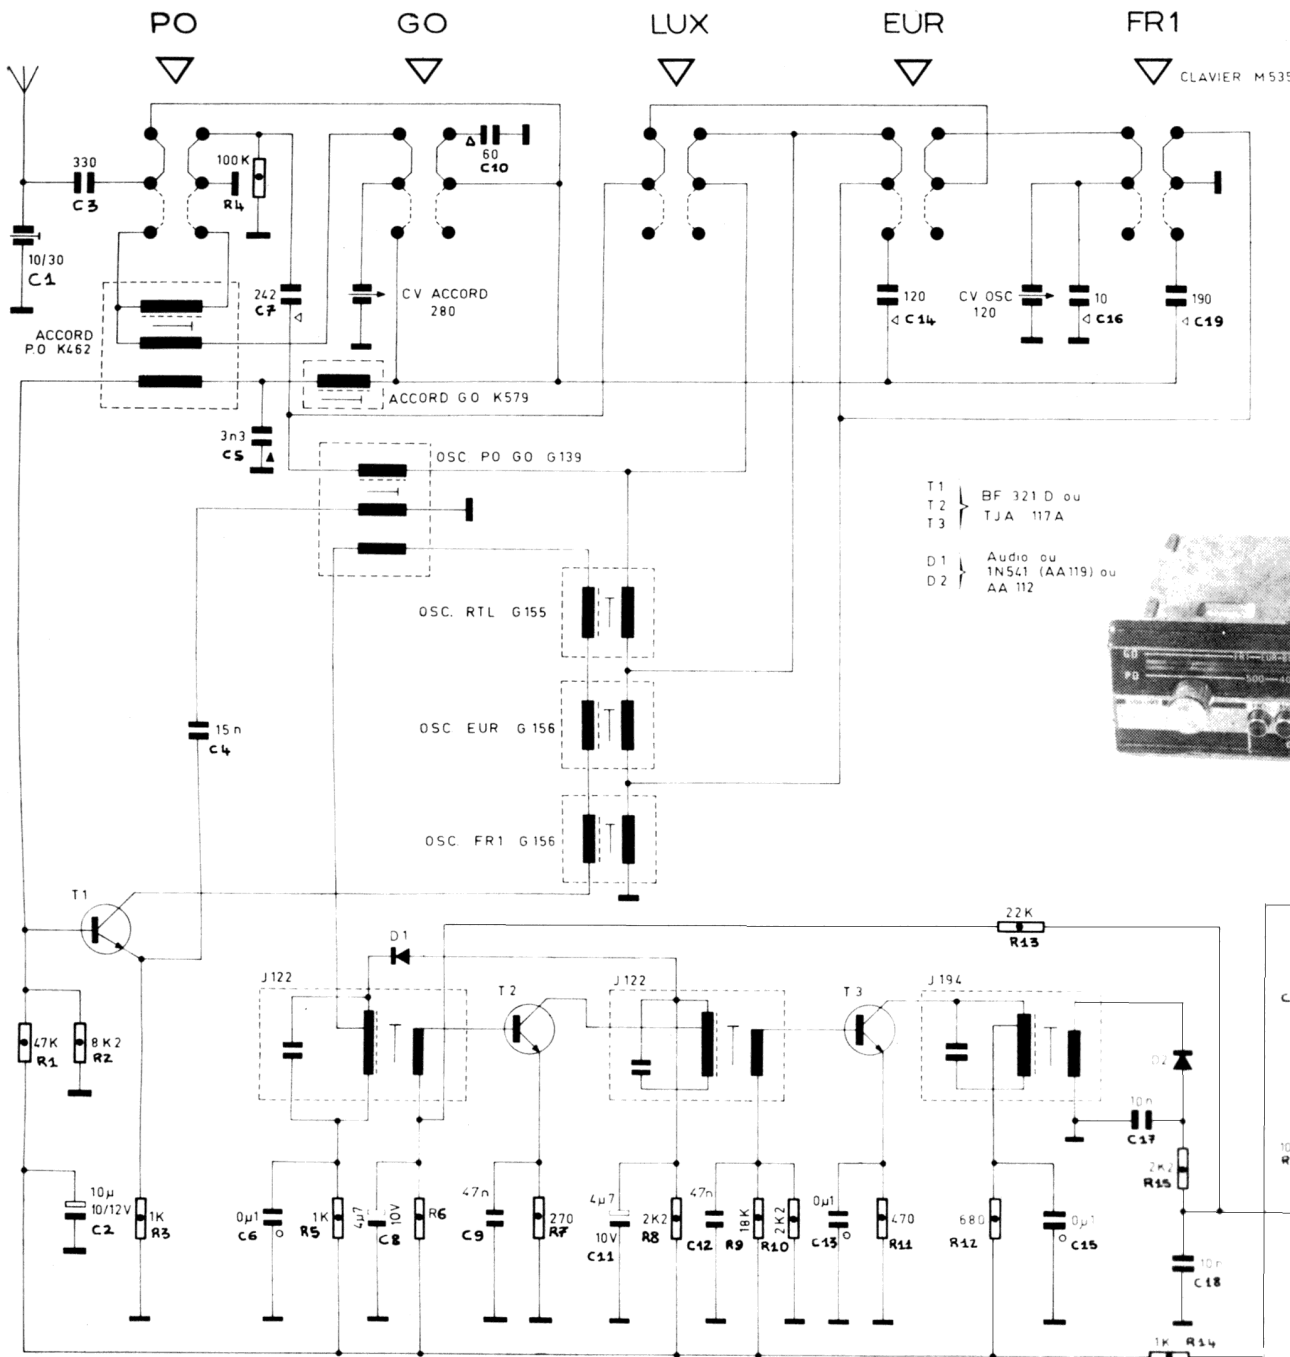 PO GO LUX EUR FR1
CLAVIER M535
330
C3
100K
R4
60
C10
10/30
C1
242
C7
CV ACCORD
280
120
C14
CV OSC
120
10
C16
190
C19
ACCORD
P.O K462
ACCORD GO K579
3n3
C5
OSC PO GO G139
T1
T2
T3
BF 321 D ou
TJA 117A
D1
D2
Audio ou
1N541 (AA119) ou
AA 112
OSC. RTL G155
GO
PO
VOLUME
OSC EUR G156
15n
C4
OSC. FR1 G156
T1
D1
22K
R13
J122
T2
J122
T3
J194
47K
R1
8K2
R2
D2
10n
C17
2K2
R15
10µ
10/12V
C2
1K
R3
0µ1
C6
1K
R5
4µ7
10V
C8
R6
47n
C9
270
R7
4µ7
10V
C11
2K2
R8
47n
C12
18K
R9
2K2
R10
0µ1
C13
470
R11
680
R12
0µ1
C15
10n
C18
1K R14